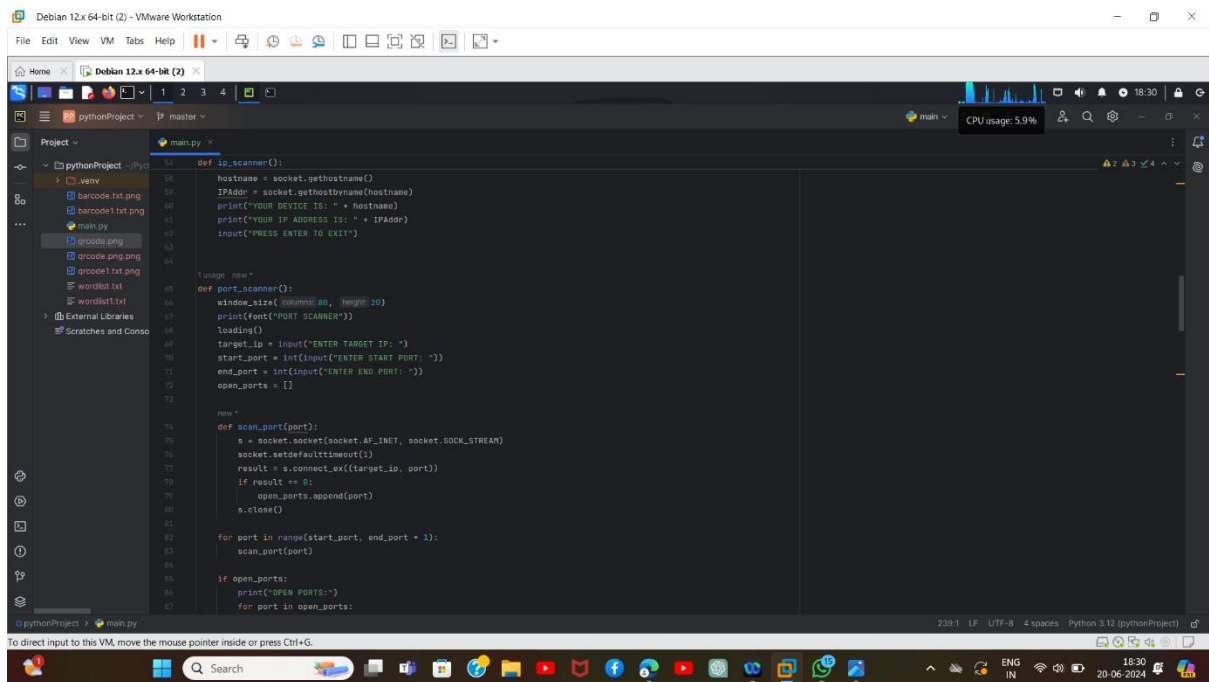 Debian 12.x 64-bit (2) - VMware Workstation
File Edit View VM Tabs Help
Home Debian 12.x 64-bit (2)
1 2 3 4 18:30
PP pythonProject master main
CPU usage: 5.9%
Project main.py
pythonProject
.venv
barcode.txt.png
barcode1.txt.png
main.py
qrcode.png
qrcode.png.png
qrcode1.txt.png
wordlist.txt
wordlist1.txt
External Libraries
Scratches and Conso
2 3 4
54 def ip_scanner():
58 hostname = socket.gethostname()
59 IPAddr = socket.gethostbyname(hostname)
60 print("YOUR DEVICE IS: " + hostname)
61 print("YOUR IP ADDRESS IS: " + IPAddr)
62 input("PRESS ENTER TO EXIT")
63
64
1 usage new *
65 def port_scanner():
66 window_size( columns: 80, height: 20)
67 print(font("PORT SCANNER"))
68 loading()
69 target_ip = input("ENTER TARGET IP: ")
70 start_port = int(input("ENTER START PORT: "))
71 end_port = int(input("ENTER END PORT: "))
72 open_ports = []
73
new *
74 def scan_port(port):
75 s = socket.socket(socket.AF_INET, socket.SOCK_STREAM)
76 socket.setdefaulttimeout(1)
77 result = s.connect_ex((target_ip, port))
78 if result == 0:
79 open_ports.append(port)
80 s.close()
81
82 for port in range(start_port, end_port + 1):
83 scan_port(port)
84
85 if open_ports:
86 print("OPEN PORTS:")
87 for port in open_ports:
pythonProject > main.py 239:1 LF UTF-8 4 spaces Python 3.12 (pythonProject)
To direct input to this VM, move the mouse pointer inside or press Ctrl+G.
Search
ENG
IN
18:30
20-06-2024